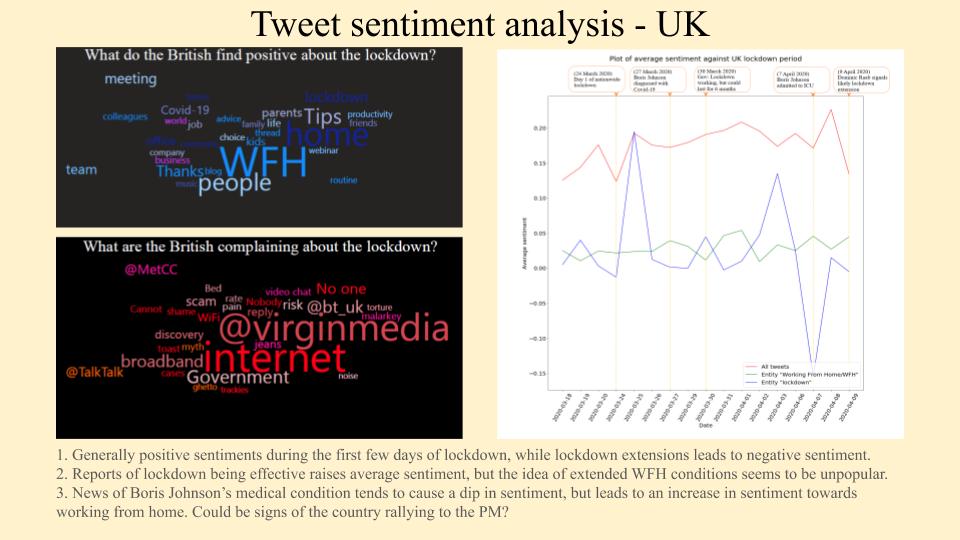 Tweet sentiment analysis - UK
What do the British find positive about the lockdown?
meeting
home
lockdown
Covid-19
colleagues
world
job
advice
family
life
parents
Tips
productivity
friends
thread
choice
kids
home
office
company
business
webinar
WFH
team
Thanks
blog
music
people
routine
What are the British complaining about the lockdown?
@MetCC
Bed
video chat
No one
scam
rate
pain
Nobody
reply
risk
@bt_uk
torture
malarkey
Cannot
shame
WiFi
@virginmedia
discovery
toast
myth
jeans
broadband
internet
@TalkTalk
cases
Government
noise
ghetto
trackies
Plot of average sentiment against UK lockdown period
(24 March 2020)
Day 1 of nationwide
lockdown
(27 March 2020)
Boris Johnson
diagnosed with
Covid-19
(30 March 2020)
Gov: Lockdown
working, but could
last for 6 months
(7 April 2020)
Boris Johnson
admitted to ICU
(9 April 2020)
Dominic Raab signals
likely lockdown
extension
0.20
0.15
0.10
0.05
0.00
−0.05
−0.10
−0.15
Average sentiment
All tweets
Entity "Working From Home/WFH"
Entity "lockdown"
2020-03-18
2020-03-19
2020-03-20
2020-03-24
2020-03-25
2020-03-26
2020-03-27
2020-03-29
2020-03-30
2020-03-31
2020-04-01
2020-04-02
2020-04-04
2020-04-06
2020-04-07
2020-04-08
2020-04-09
Date
1. Generally positive sentiments during the first few days of lockdown, while lockdown extensions leads to negative sentiment.
2. Reports of lockdown being effective raises average sentiment, but the idea of extended WFH conditions seems to be unpopular.
3. News of Boris Johnson's medical condition tends to cause a dip in sentiment, but leads to an increase in sentiment towards
working from home. Could be signs of the country rallying to the PM?